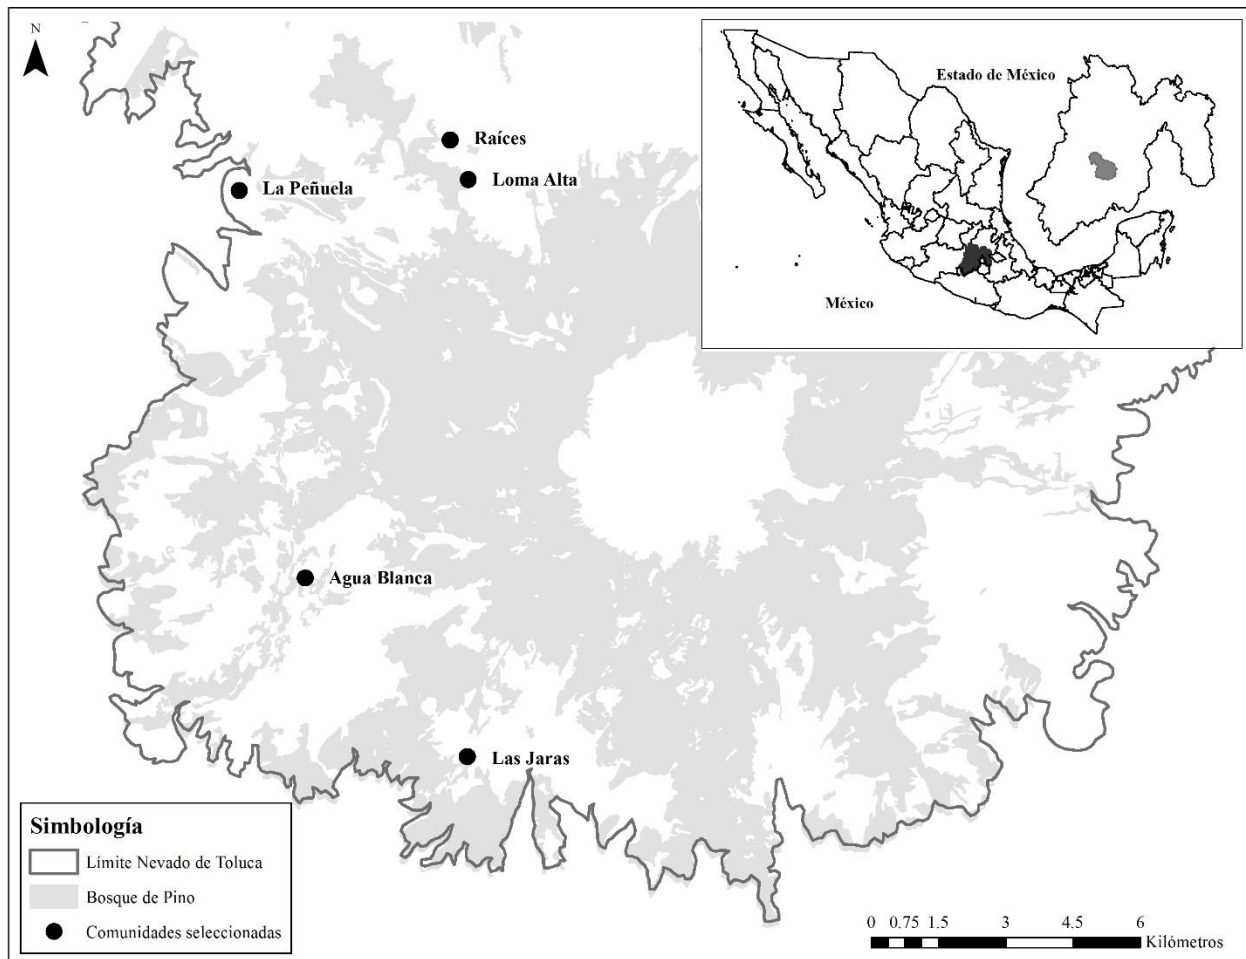 N
Estado de México
México
Raíces
Loma Alta
La Peñuela
Agua Blanca
Las Jaras
Simbología
Límite Nevado de Toluca
Bosque de Pino
Comunidades seleccionadas
0 0.75 1.5 3 4.5 6
Kilómetros